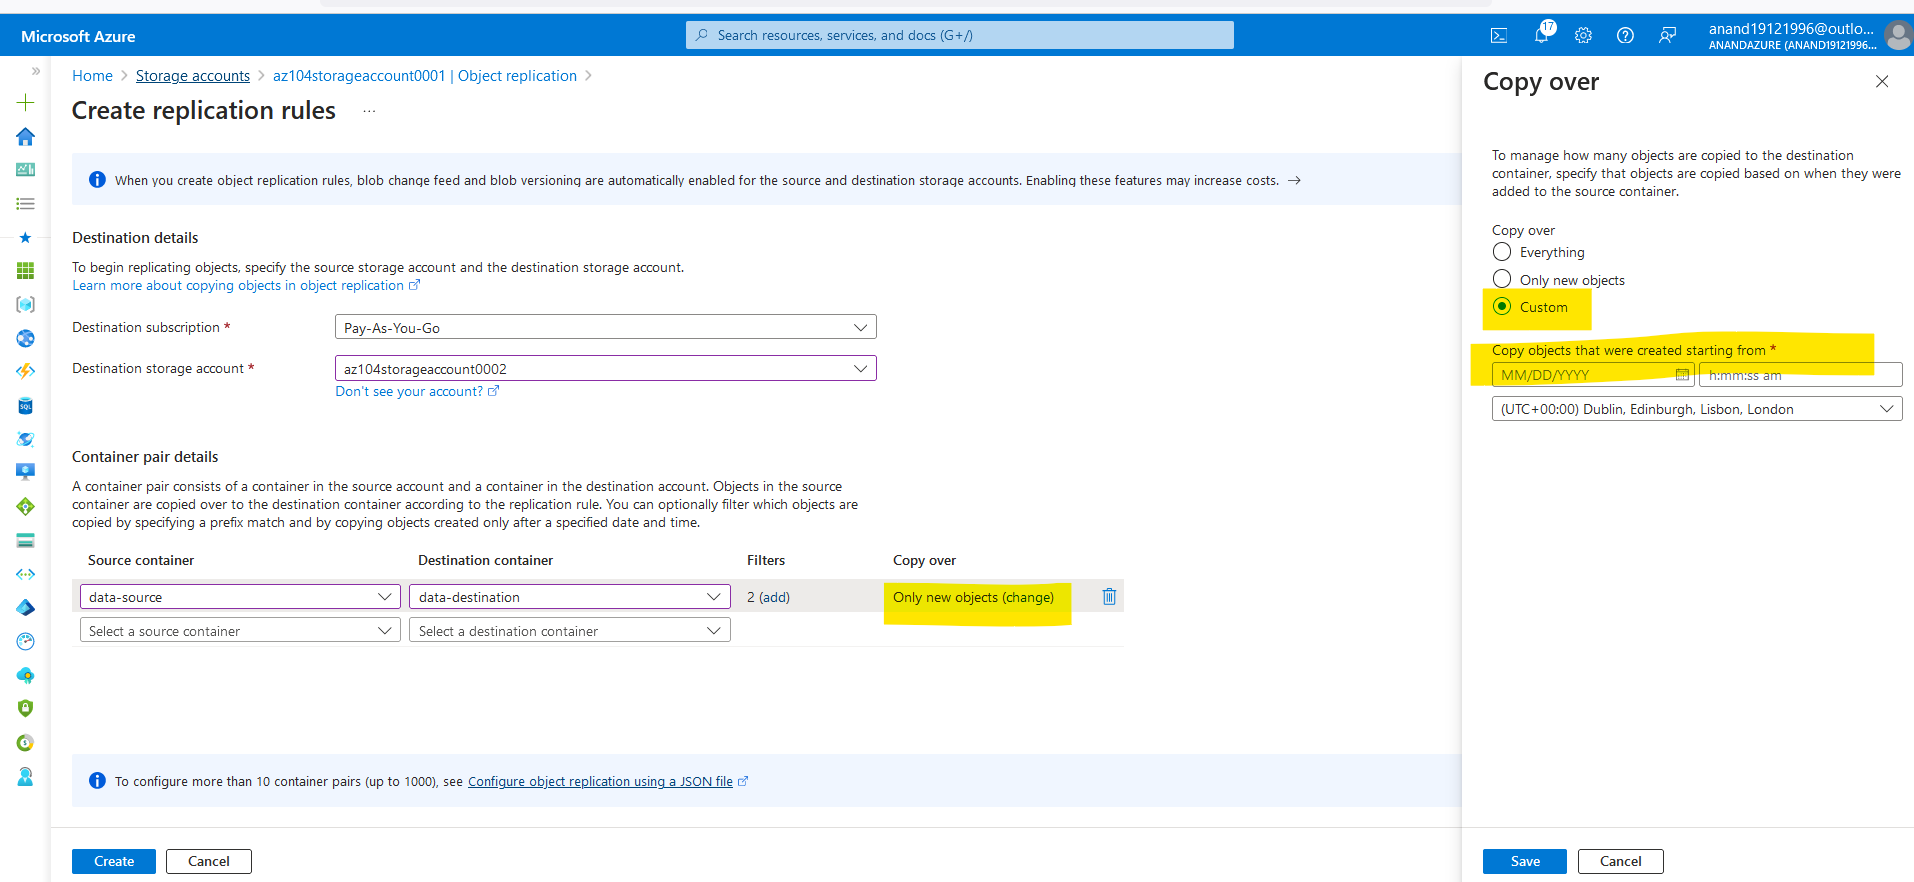 Microsoft Azure
Search resources, services, and docs (G+/)
17
anand19121996@outlo...
ANANDAZURE (ANAND19121996...
Home > Storage accounts > az104storageaccount0001 | Object replication >
Create replication rules ...
When you create object replication rules, blob change feed and blob versioning are automatically enabled for the source and destination storage accounts. Enabling these features may increase costs. →
Destination details
To begin replicating objects, specify the source storage account and the destination storage account.
Learn more about copying objects in object replication
Destination subscription *
Pay-As-You-Go
Destination storage account *
az104storageaccount0002
Don't see your account?
Container pair details
A container pair consists of a container in the source account and a container in the destination account. Objects in the source
container are copied over to the destination container according to the replication rule. You can optionally filter which objects are
copied by specifying a prefix match and by copying objects created only after a specified date and time.
Source container Destination container Filters Copy over
data-source data-destination 2 (add) Only new objects (change)
Select a source container Select a destination container
To configure more than 10 container pairs (up to 1000), see Configure object replication using a JSON file
Create Cancel
Copy over
To manage how many objects are copied to the destination
container, specify that objects are copied based on when they were
added to the source container.
Copy over
Everything
Only new objects
Custom
Copy objects that were created starting from *
MM/DD/YYYY h:mm:ss am
(UTC+00:00) Dublin, Edinburgh, Lisbon, London
Save Cancel
SQL